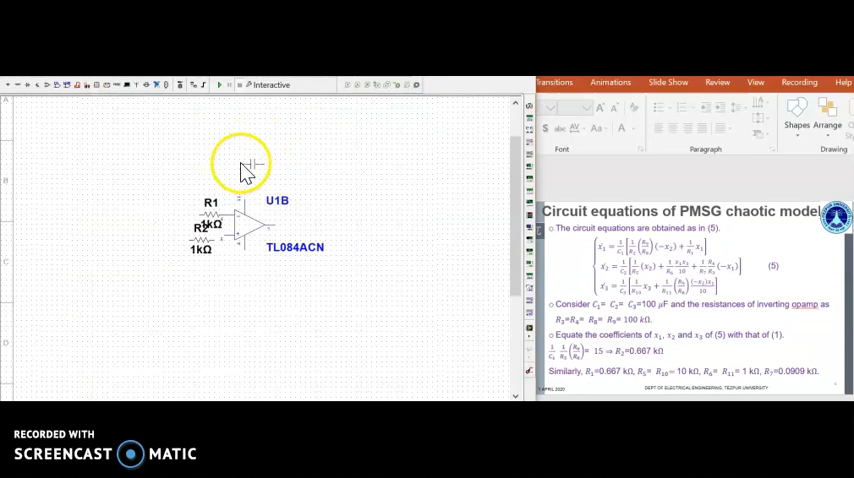 Transitions Animations Slide Show Review View Recording Help
Interactive
Shapes Arrange
Font Paragraph Drawing
A
B
C
D
R1
1kΩ
R2
1kΩ
U1B
TL084ACN
Circuit equations of PMSG chaotic model
The circuit equations are obtained as in (5).
(5)
Consider C₁= C₂= C₃=100 μF and the resistances of inverting opamp as
R₃=R₄= R₈= R₉= 100 kΩ.
Equate the coefficients of x₁, x₂ and x₃ of (5) with that of (1).
= 15 ⇒ R₂=0.667 kΩ
Similarly, R₁=0.667 kΩ, R₅= R₁₀= 10 kΩ, R₆= R₁₁= 1 kΩ, R₇=0.0909 kΩ.
APRIL 2020 DEPT OF ELECTRICAL ENGINEERING, TEZPUR UNIVERSITY
RECORDED WITH
SCREENCAST MATIC